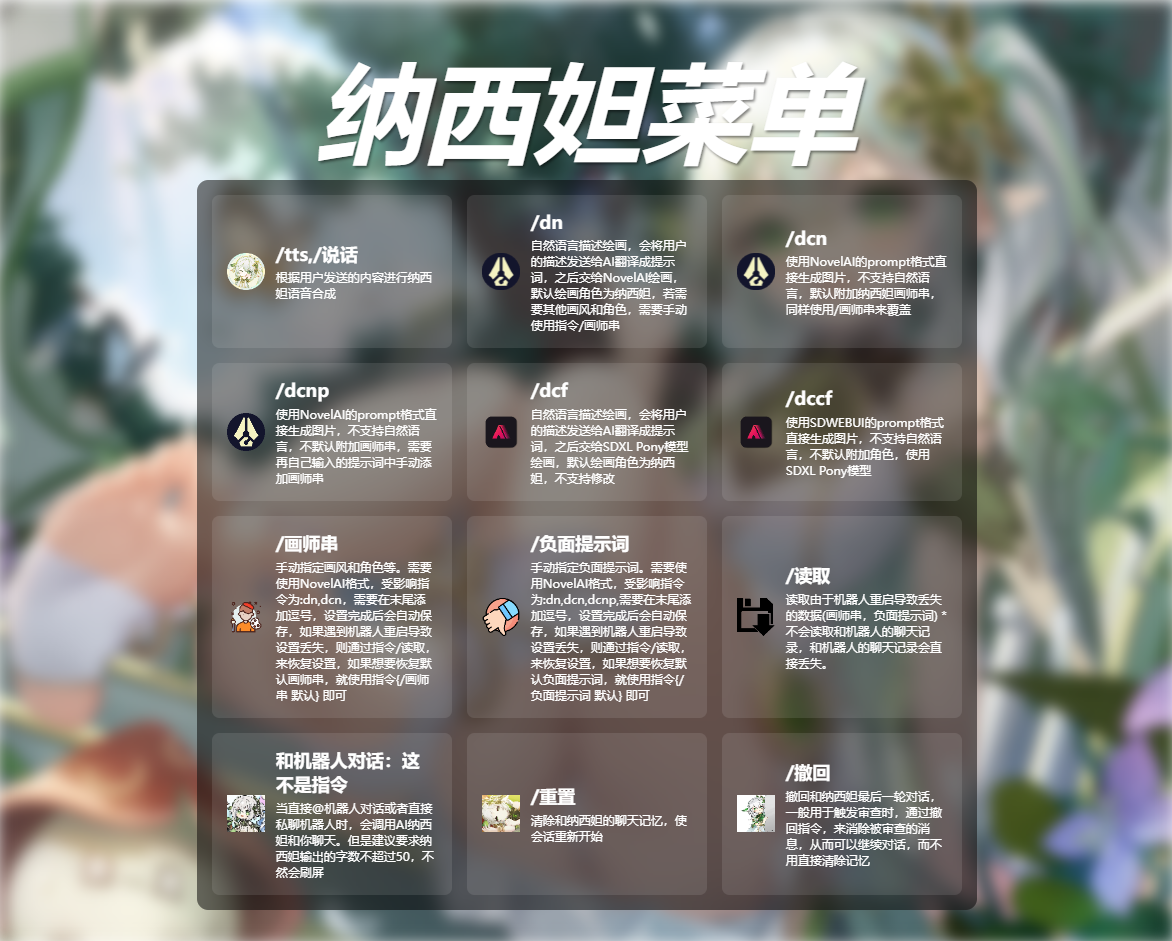 纳西妲菜单
/tts,/说话
根据用户发送的内容进行纳西
妲语音合成
/dn
自然语言描述绘画，会将用户
的描述发送给AI翻译成提示
词，之后交给NovelAI绘画，
默认绘画角色为纳西妲，若需
要其他画风和角色，需要手动
使用指令/画师串
/dcn
使用NovelAI的prompt格式直
接生成图片，不支持自然语
言，默认附加纳西妲画师串，
同样使用/画师串来覆盖
/dcnp
使用NovelAI的prompt格式直
接生成图片，不支持自然语
言，不默认附加画师串，需要
再自己输入的提示词中手动添
加画师串
/dcf
自然语言描述绘画，会将用户
的描述发送给AI翻译成提示
词，之后交给SDXL Pony模型
绘画，默认绘画角色为纳西
妲，不支持修改
/dccf
使用SDWEBUI的prompt格式
直接生成图片，不支持自然语
言，不默认附加角色，使用
SDXL Pony模型
/画师串
手动指定画风和角色等。需要
使用NovelAI格式，受影响指
令为:dn,dcn，需要在末尾添
加逗号，设置完成后会自动保
存，如果遇到机器人重启导致
设置丢失，则通过指令/读取，
来恢复设置，如果想要恢复默
认画师串，就使用指令{/画师
串 默认} 即可
/负面提示词
手动指定负面提示词。需要使
用NovelAI格式，受影响指令
为:dn,dcn,dcnp,需要在末尾添
加逗号，设置完成后会自动保
存，如果遇到机器人重启导致
设置丢失，则通过指令/读取，
来恢复设置，如果想要恢复默
认负面提示词，就使用指令{/
负面提示词 默认} 即可
/读取
读取由于机器人重启导致丢失
的数据(画师串，负面提示词) *
不会读取和机器人的聊天记
录，和机器人的聊天记录会直
接丢失。
和机器人对话：这
不是指令
当直接@机器人对话或者直接
私聊机器人时，会调用AI纳西
妲和你聊天。但是建议要求纳
西妲输出的字数不超过50，不
然会刷屏
/重置
清除和纳西妲的聊天记忆，使
会话重新开始
/撤回
撤回和纳西妲最后一轮对话，
一般用于触发审查时，通过撤
回指令，来消除被审查的消
息，从而可以继续对话，而不
用直接清除记忆